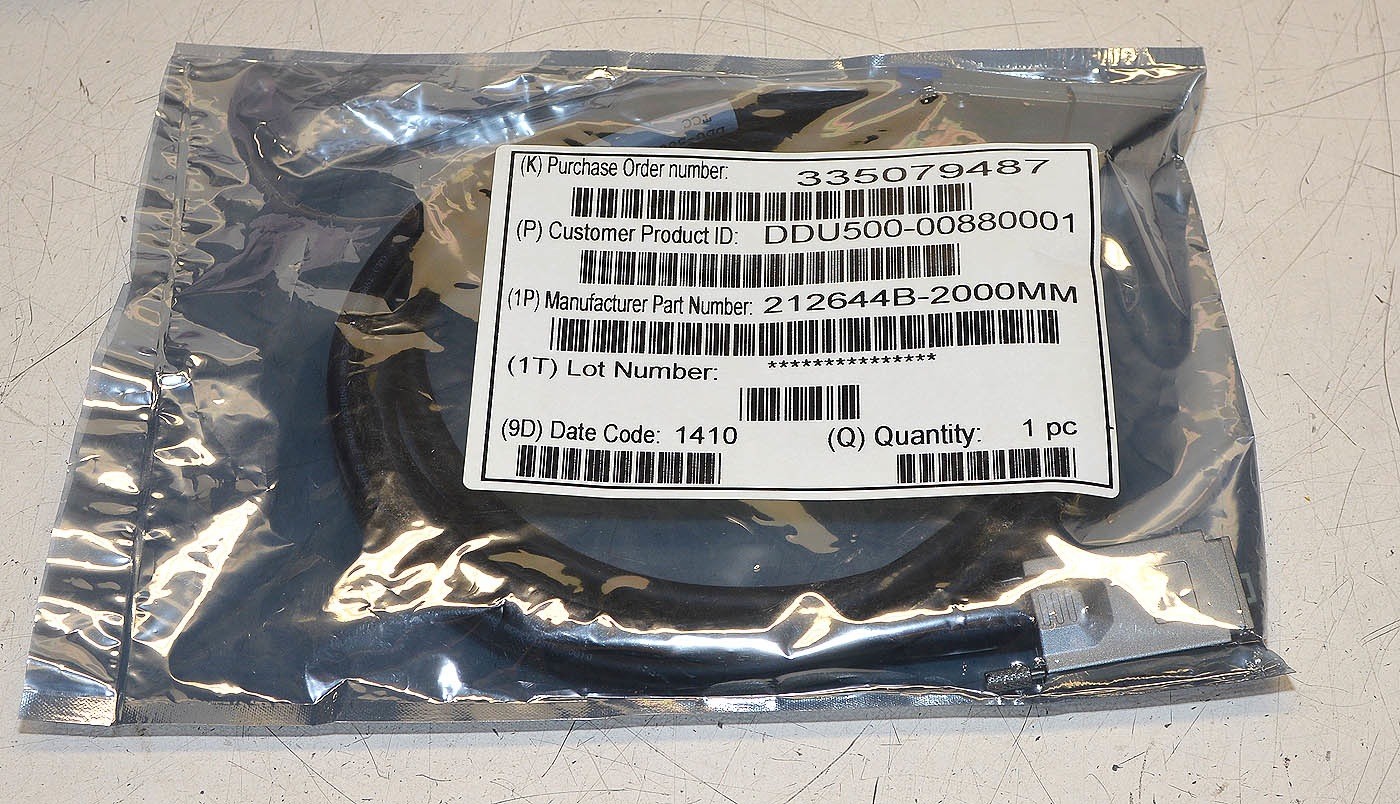 (K) Purchase Order number: 335079487
(P) Customer Product ID: DDU500-00880001
(1P) Manufacturer Part Number: 212644B-2000MM
(1T) Lot Number: ***************
(9D) Date Code: 1410 (Q) Quantity: 1 pc